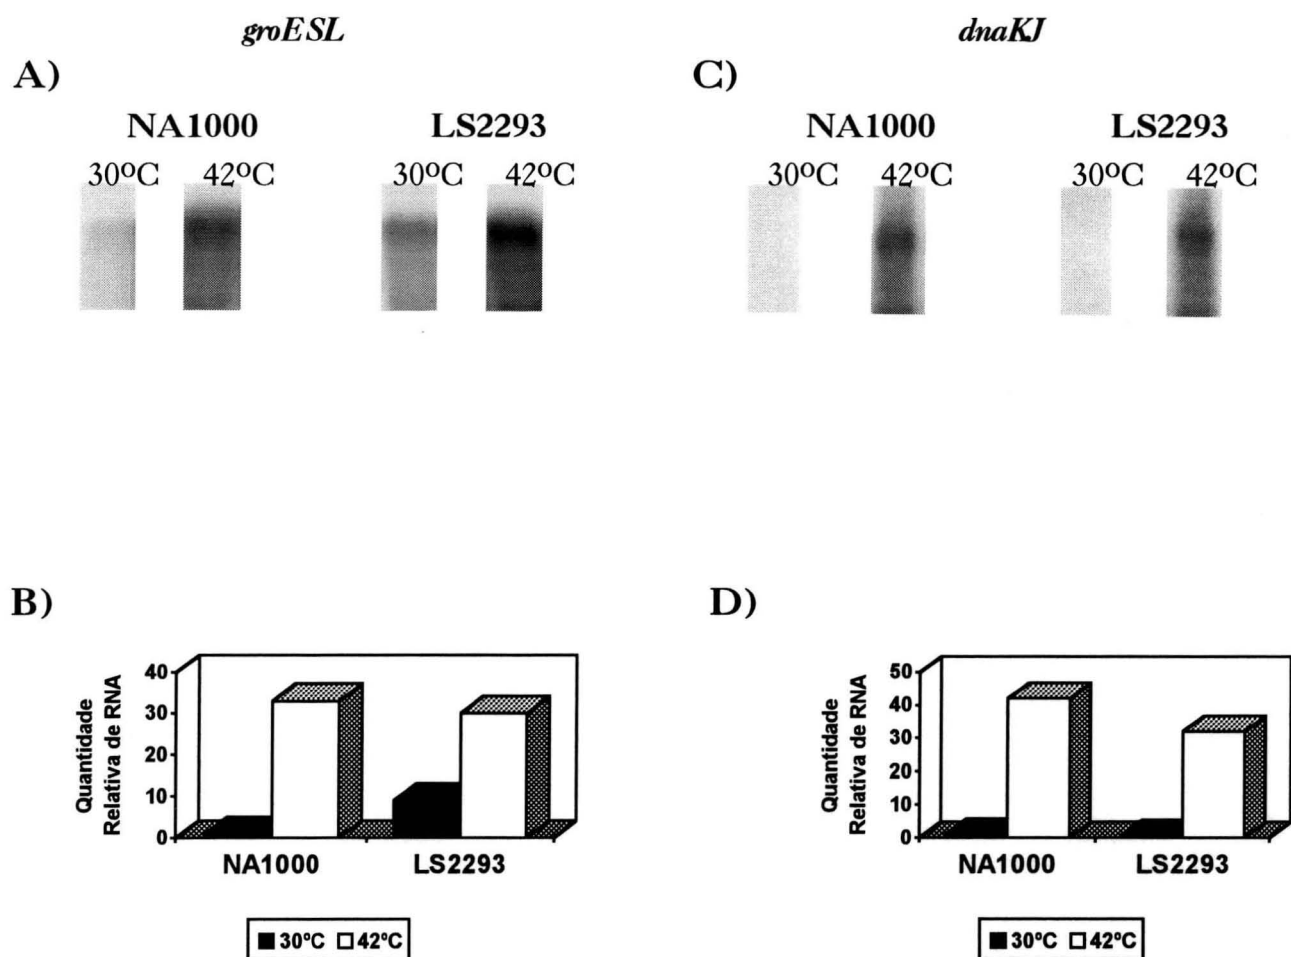 groESL
dnaKJ
A)
C)
NA1000 LS2293
30ºC 42ºC 30ºC 42ºC
NA1000 LS2293
30ºC 42ºC 30ºC 42ºC
B)
D)
Quantidade
Relativa de RNA
40
30
20
10
0
NA1000 LS2293
30ºC 42ºC
Quantidade
Relativa de RNA
50
40
30
20
10
0
NA1000 LS2293
30ºC 42ºC